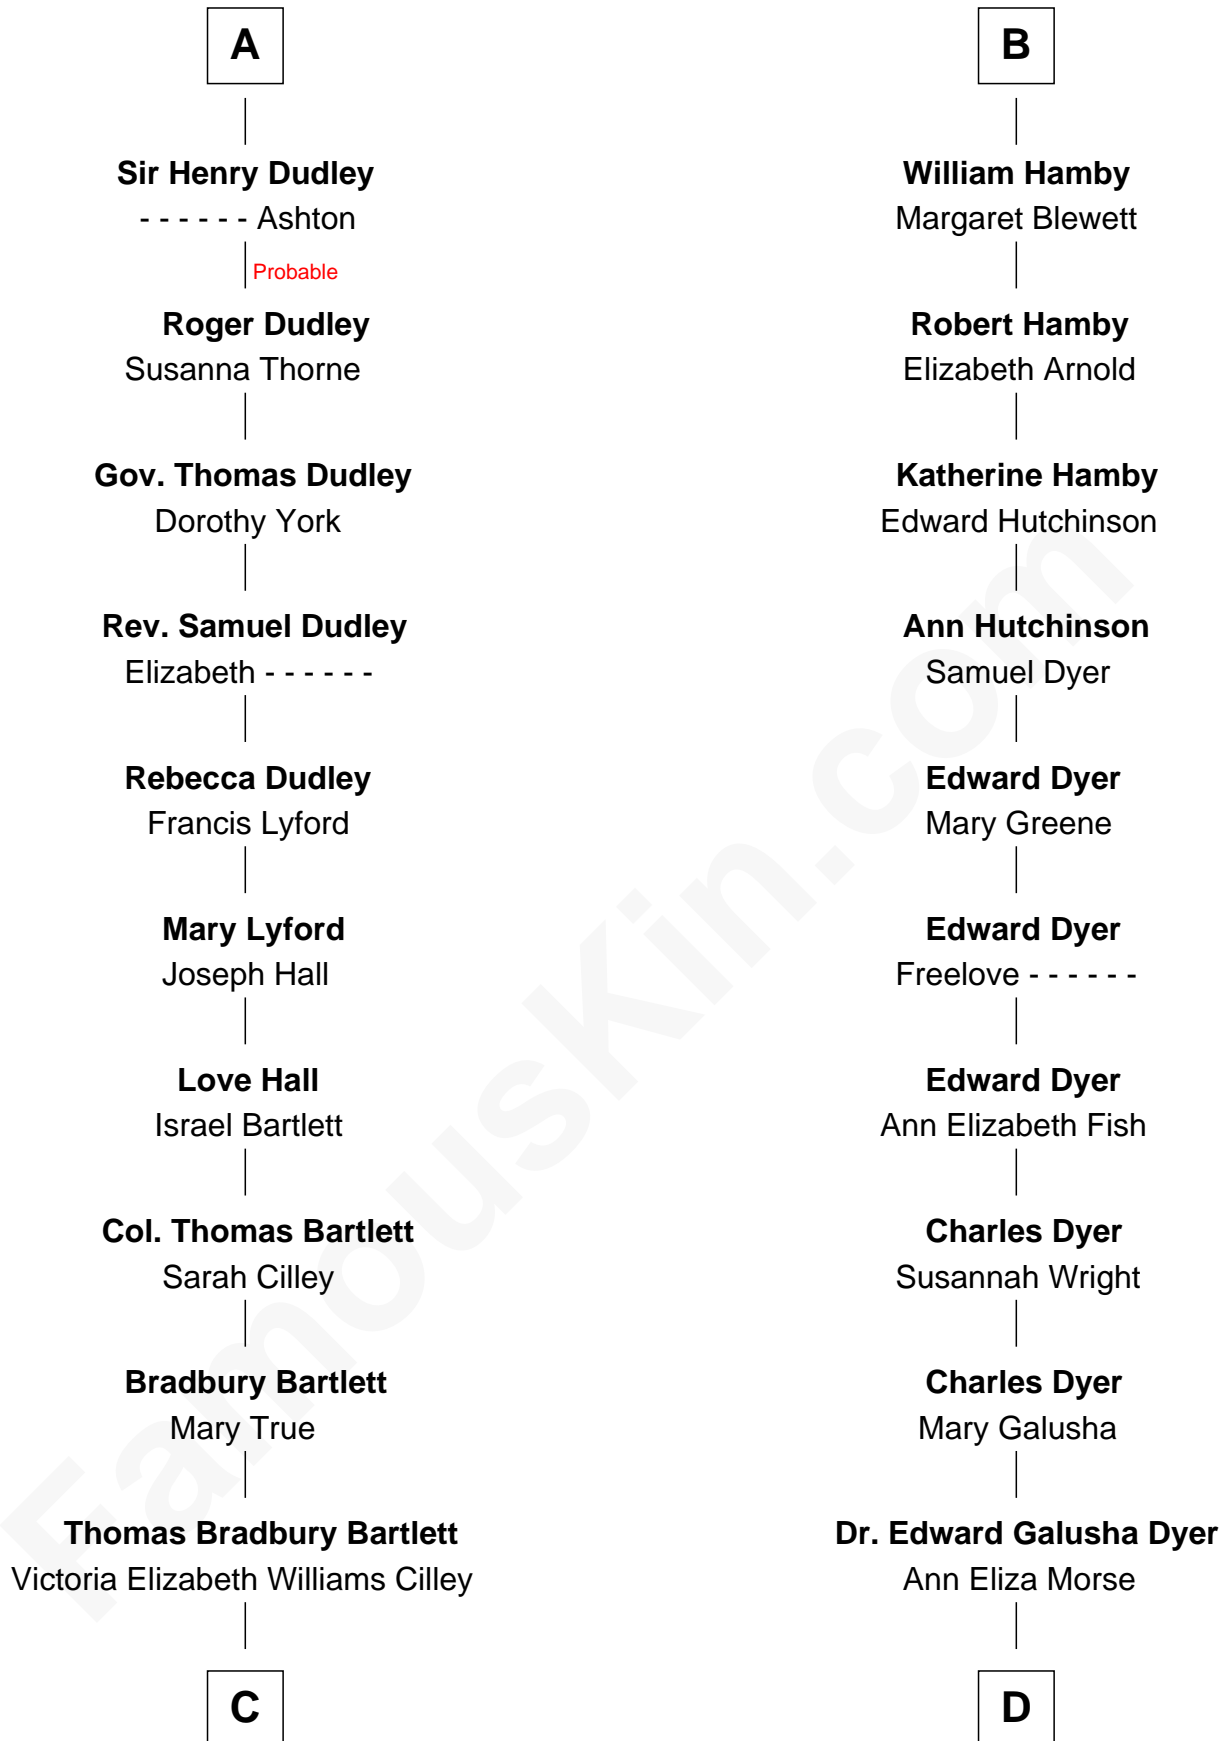 A
Sir Henry Dudley
- - - - - - Ashton
Probable
Roger Dudley
Susanna Thorne
Gov. Thomas Dudley
Dorothy York
Rev. Samuel Dudley
Elizabeth - - - - - -
Rebecca Dudley
Francis Lyford
Mary Lyford
Joseph Hall
Love Hall
Israel Bartlett
Col. Thomas Bartlett
Sarah Cilley
Bradbury Bartlett
Mary True
Thomas Bradbury Bartlett
Victoria Elizabeth Williams Cilley
C
B
William Hamby
Margaret Blewett
Robert Hamby
Elizabeth Arnold
Katherine Hamby
Edward Hutchinson
Ann Hutchinson
Samuel Dyer
Edward Dyer
Mary Greene
Edward Dyer
Freelove - - - - - -
Edward Dyer
Ann Elizabeth Fish
Charles Dyer
Susannah Wright
Charles Dyer
Mary Galusha
Dr. Edward Galusha Dyer
Ann Eliza Morse
D
FamousKin.com